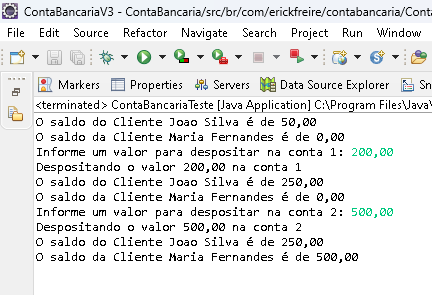 ContaBancariaV3 - ContaBancaria/src/br/com/erickfreire/contabancaria/Conta
File Edit Source Refactor Navigate Search Project Run Window
Markers Properties Servers Data Source Explorer Sn
<terminated> ContaBancariaTeste [Java Application] C:\Program Files\Java\
O saldo do Cliente Joao Silva é de 50,00
O saldo da Cliente Maria Fernandes é de 0,00
Informe um valor para despositar na conta 1: 200,00
Despositando o valor 200,00 na conta 1
O saldo do Cliente Joao Silva é de 250,00
O saldo da Cliente Maria Fernandes é de 0,00
Informe um valor para despositar na conta 2: 500,00
Despositando o valor 500,00 na conta 2
O saldo do Cliente Joao Silva é de 250,00
O saldo da Cliente Maria Fernandes é de 500,00